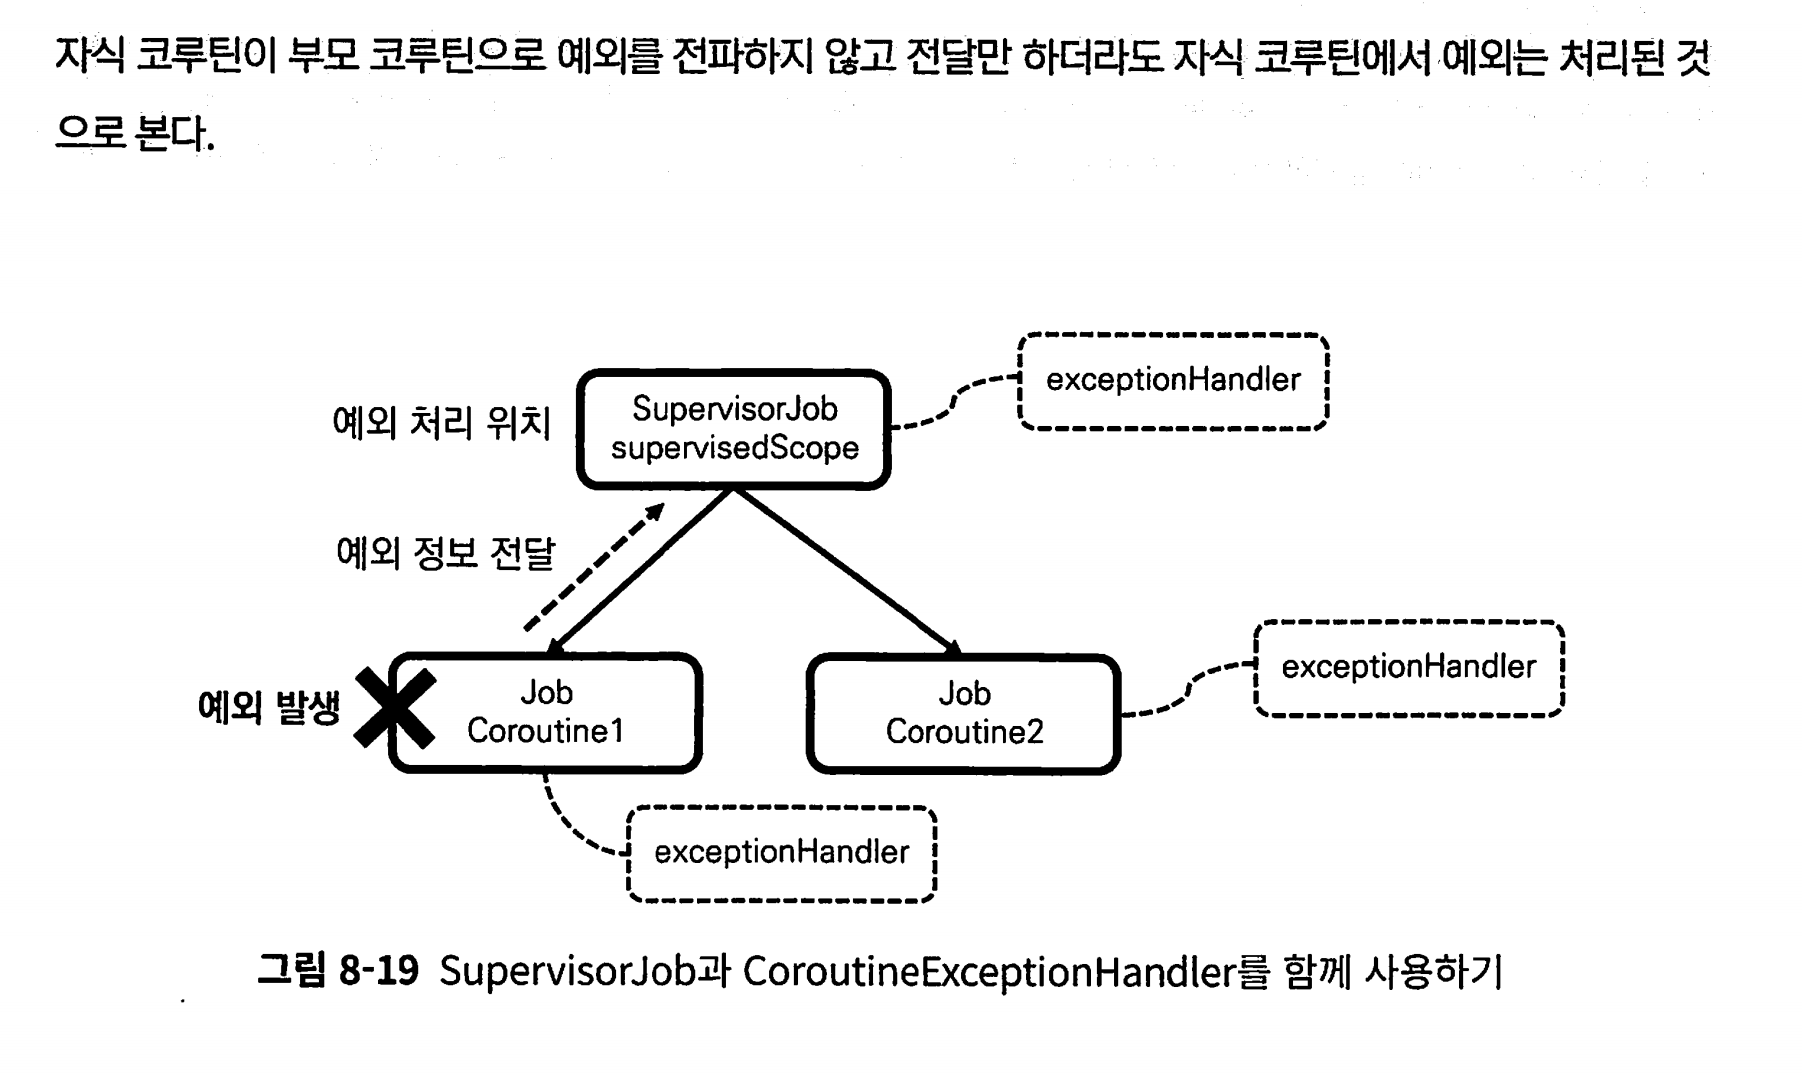 자식 코루틴이 부모 코루틴으로 예외를 전파하지 않고 전달만 하더라도 자식 코루틴에서 예외는 처리된 것
으로 본다.
exceptionHandler
예외 처리 위치
SupervisorJob
supervisedScope
예외 정보 전달
예외 발생
Job
Coroutine1
Job
Coroutine2
exceptionHandler
exceptionHandler
그림 8-19 SupervisorJob과 CoroutineExceptionHandler를 함께 사용하기